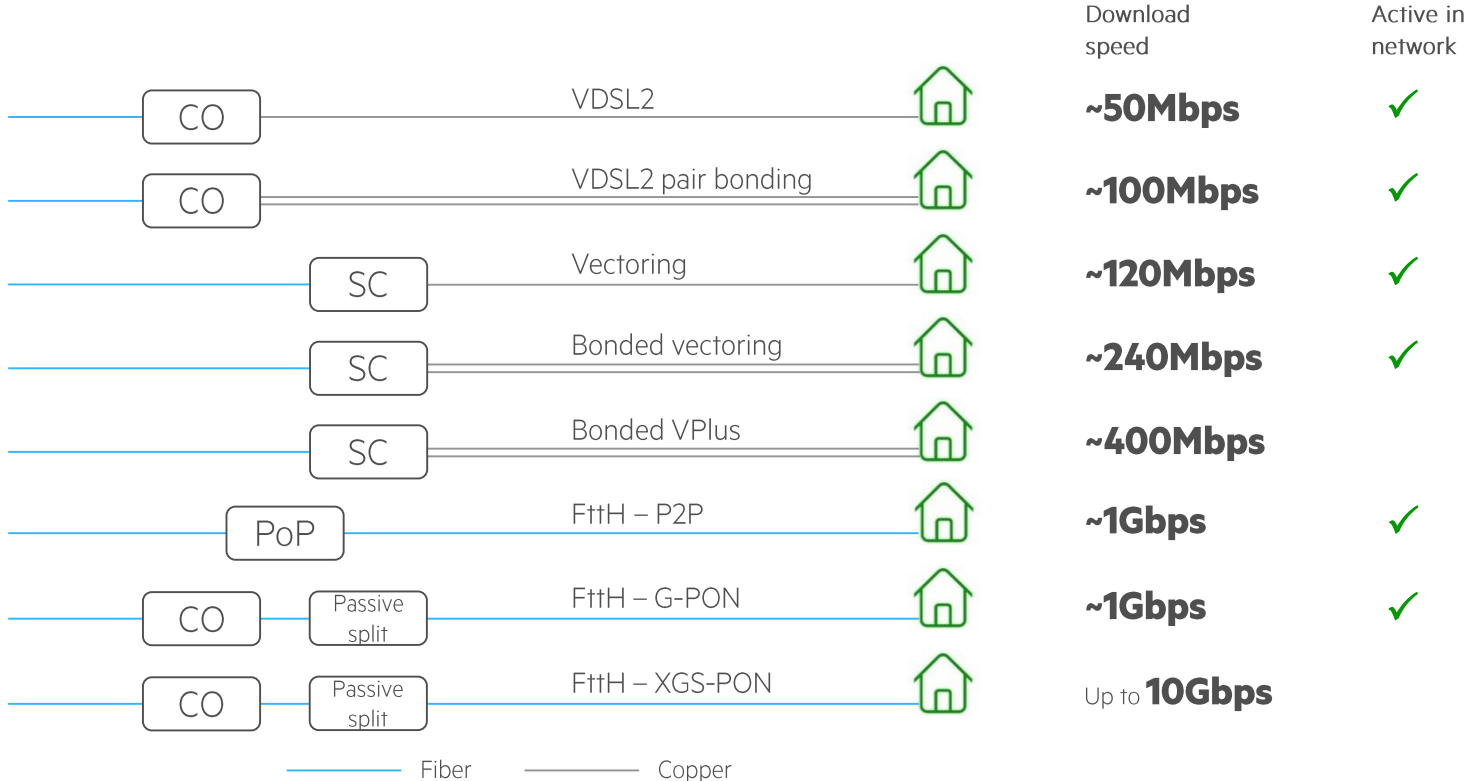 Download
speed
Active in
network
CO
VDSL2
~50Mbps
✓
CO
VDSL2 pair bonding
~100Mbps
✓
SC
Vectoring
~120Mbps
✓
SC
Bonded vectoring
~240Mbps
✓
SC
Bonded VPlus
~400Mbps
PoP
FttH – P2P
~1Gbps
✓
CO
Passive
split
FttH – G-PON
~1Gbps
✓
CO
Passive
split
FttH – XGS-PON
Up to 10Gbps
Fiber
Copper